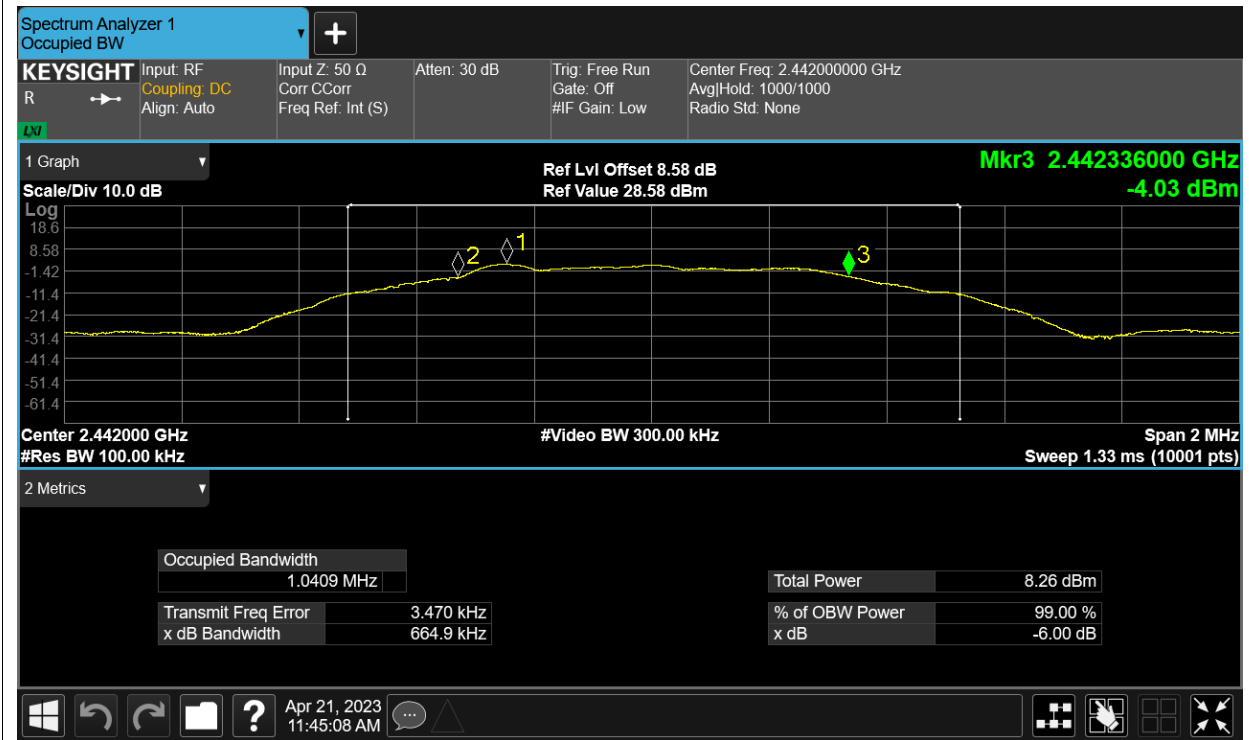 Spectrum Analyzer 1
Occupied BW
KEYSIGHT
R
LXI
Input: RF
Coupling: DC
Align: Auto
Input Z: 50 Ω
Corr CCorr
Freq Ref: Int (S)
Atten: 30 dB
Trig: Free Run
Gate: Off
#IF Gain: Low
Center Freq: 2.442000000 GHz
Avg|Hold: 1000/1000
Radio Std: None
1 Graph
Scale/Div 10.0 dB
Ref Lvl Offset 8.58 dB
Ref Value 28.58 dBm
Mkr3 2.442336000 GHz
-4.03 dBm
Log
18.6
8.58
-1.42
-11.4
-21.4
-31.4
-41.4
-51.4
-61.4
2
1
3
Center 2.442000 GHz
#Video BW 300.00 kHz
Span 2 MHz
#Res BW 100.00 kHz
Sweep 1.33 ms (10001 pts)
2 Metrics
Occupied Bandwidth
1.0409 MHz
Total Power 8.26 dBm
Transmit Freq Error 3.470 kHz
% of OBW Power 99.00 %
x dB Bandwidth 664.9 kHz
x dB -6.00 dB
?
Apr 21, 2023
11:45:08 AM